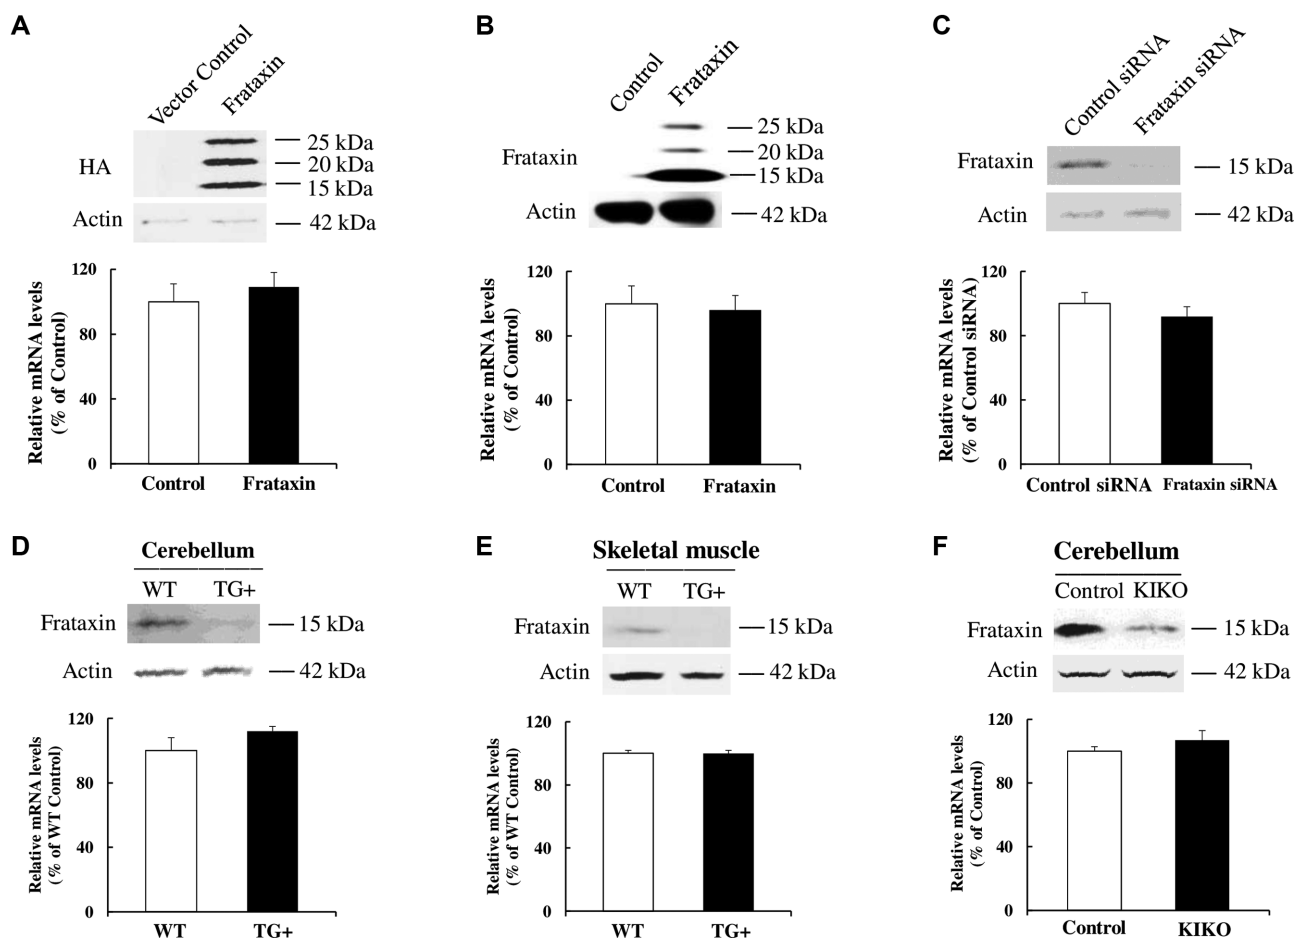 A
Vector Control
Frataxin
HA
25 kDa
20 kDa
15 kDa
Actin
42 kDa
Relative mRNA levels
(% of Control)
120
80
40
0
Control
Frataxin
B
Control
Frataxin
Frataxin
25 kDa
20 kDa
15 kDa
Actin
42 kDa
Relative mRNA levels
(% of Control)
120
80
40
0
Control
Frataxin
C
Control siRNA
Frataxin siRNA
Frataxin
15 kDa
Actin
42 kDa
Relative mRNA levels
(% of Control siRNA)
120
80
40
0
Control siRNA
Frataxin siRNA
D
Cerebellum
WT
TG+
Frataxin
15 kDa
Actin
42 kDa
Relative mRNA levels
(% of WT Control)
120
80
40
0
WT
TG+
E
Skeletal muscle
WT
TG+
Frataxin
15 kDa
Actin
42 kDa
Relative mRNA levels
(% of WT Control)
120
80
40
0
WT
TG+
F
Cerebellum
Control
KIKO
Frataxin
15 kDa
Actin
42 kDa
Relative mRNA levels
(% of Control)
120
80
40
0
Control
KIKO